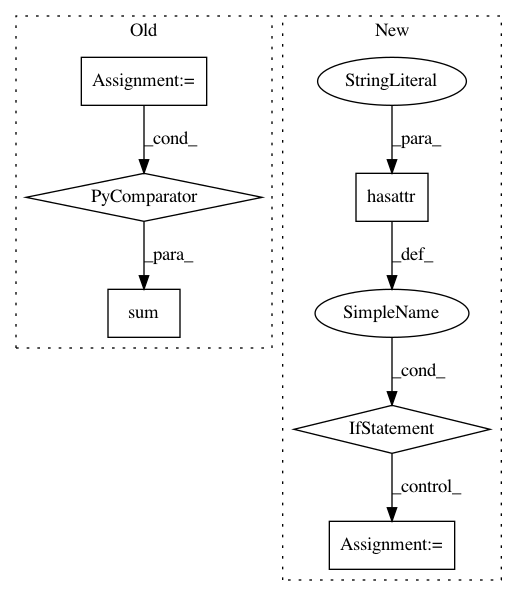 Old
Assignment:=
_cond_
PyComparator
_para_
sum
New
StringLiteral
_para_
hasattr
_def_
SimpleName
_cond_
IfStatement
_control_
Assignment:=